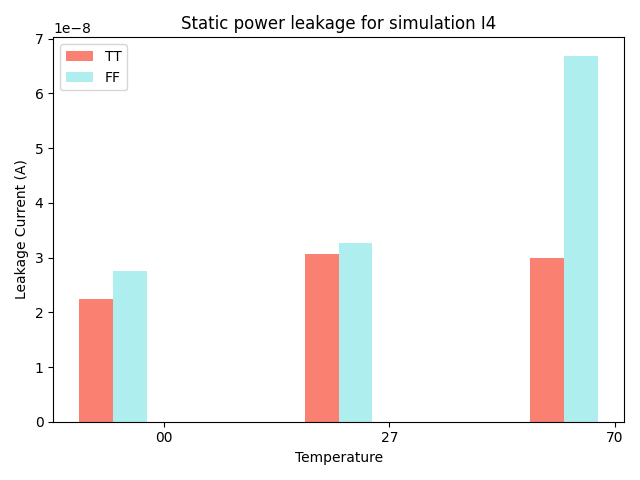 Static power leakage for simulation I4
1e−8
TT
FF
7
6
5
4
3
2
1
0
Leakage Current (A)
00
27
70
Temperature